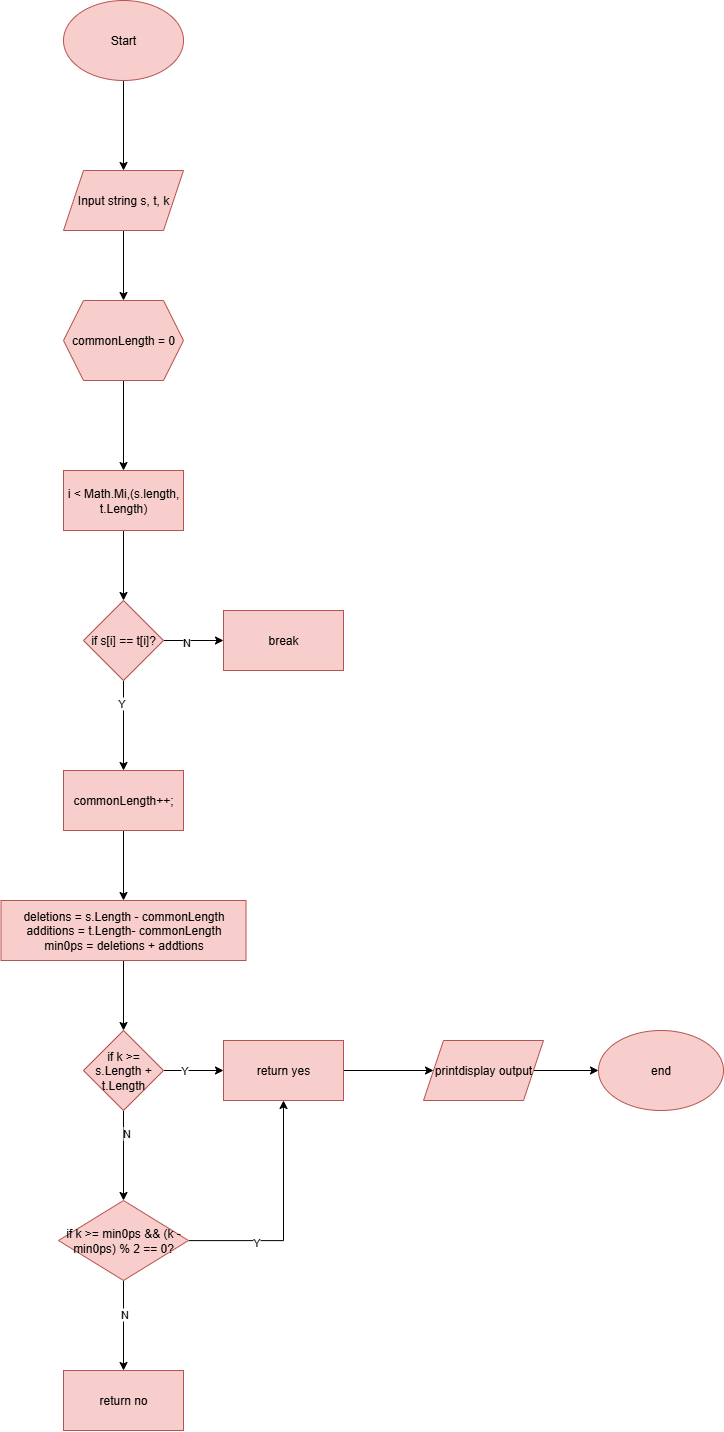 Start
Input string s, t, k
commonLength = 0
i < Math.Mi,(s.length,
t.Length)
if s[i] == t[i]?
N
break
Y
commonLength++;
deletions = s.Length - commonLength
additions = t.Length- commonLength
min0ps = deletions + addtions
if k >=
s.Length +
t.Length
Y
return yes
printdisplay output
end
N
if k >= min0ps && (k -
min0ps) % 2 == 0?
Y
N
return no